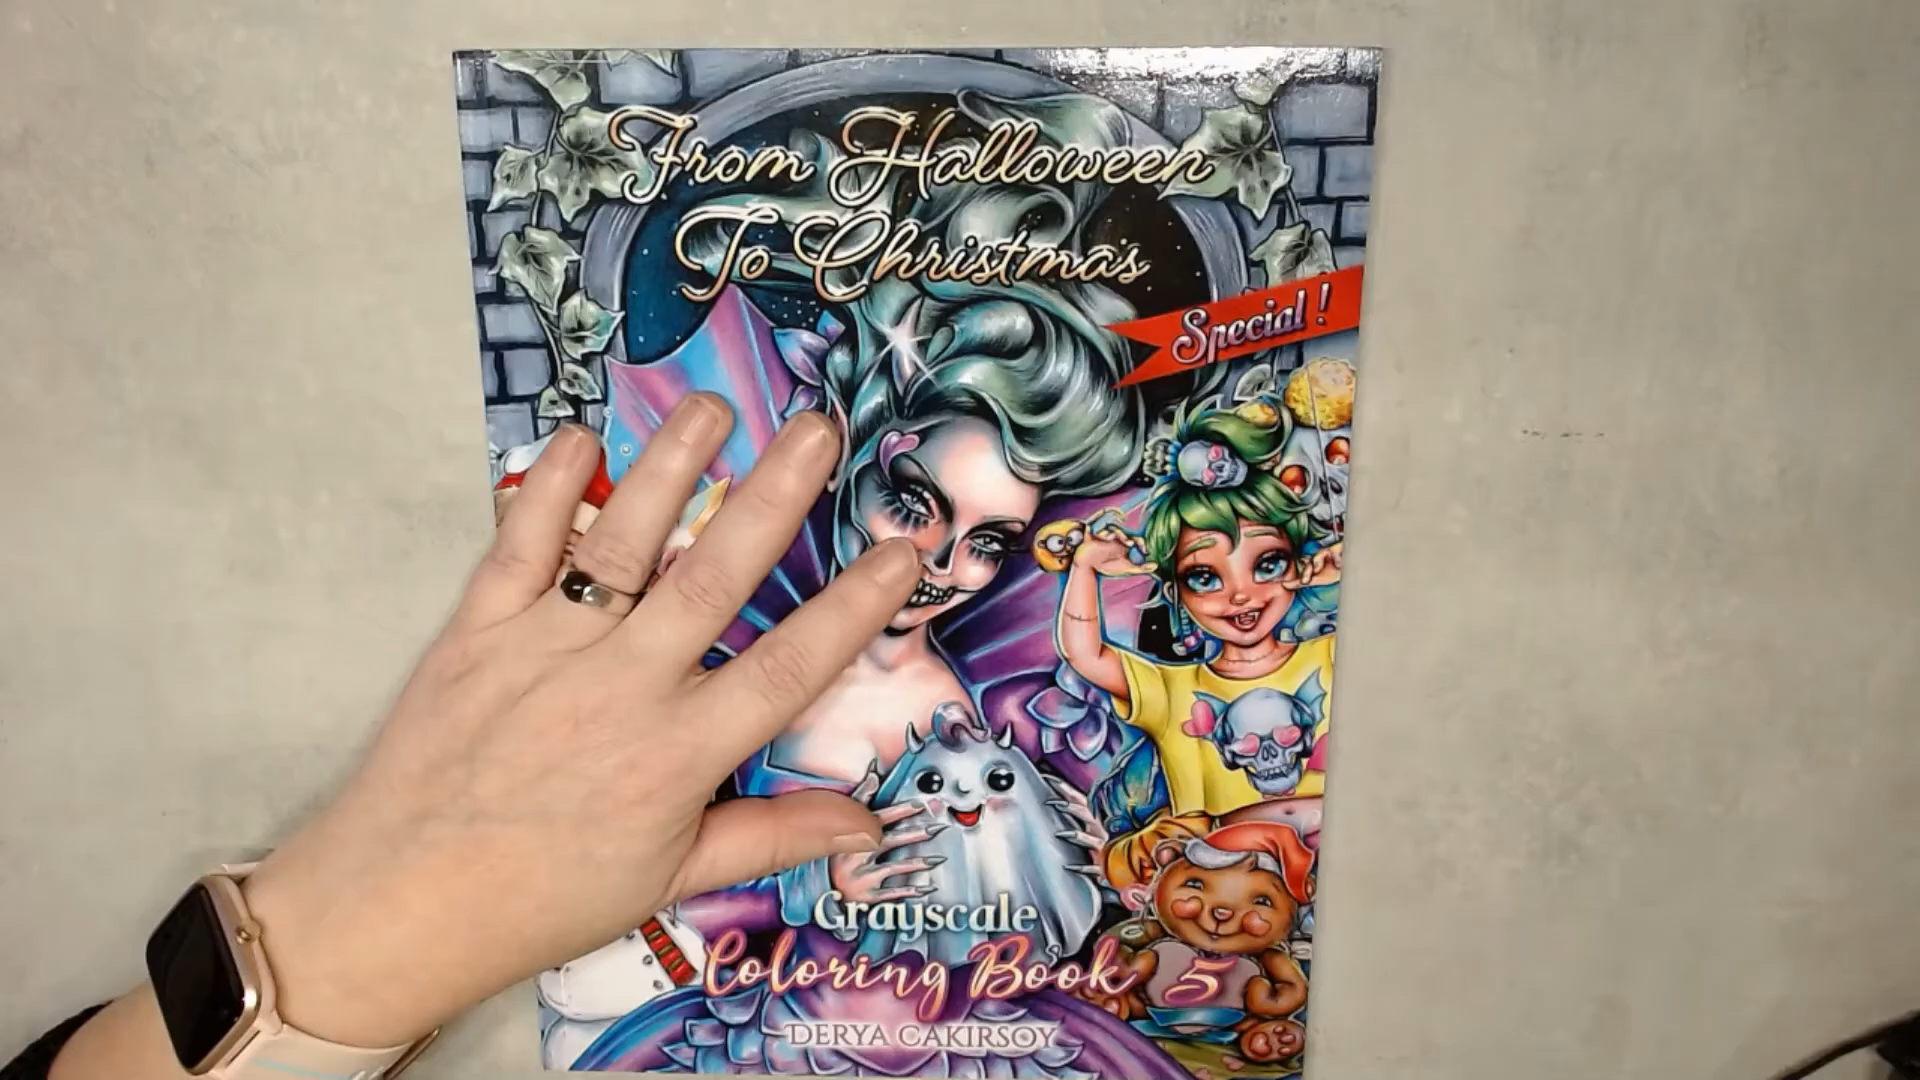 From Halloween
To Christmas
Special !
Grayscale
Coloring Book 5
DERYA CAKIRSOY